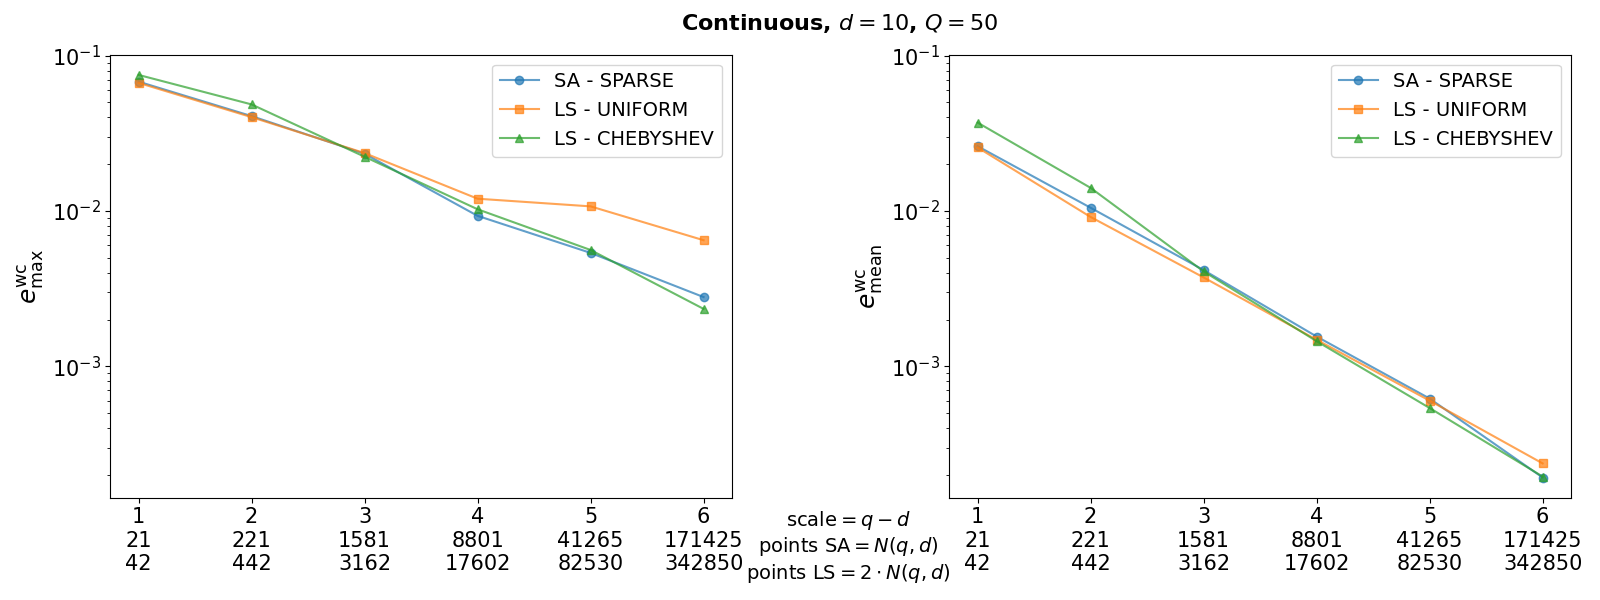 Continuous, d = 10, Q = 50
10⁻¹
10⁻²
10⁻³
e^wc_max
SA - SPARSE
LS - UNIFORM
LS - CHEBYSHEV
1 2 3 4 5 6
21 221 1581 8801 41265 171425
42 442 3162 17602 82530 342850
scale = q − d
points SA = N(q, d)
points LS = 2 · N(q, d)
10⁻¹
10⁻²
10⁻³
e^wc_mean
SA - SPARSE
LS - UNIFORM
LS - CHEBYSHEV
1 2 3 4 5 6
21 221 1581 8801 41265 171425
42 442 3162 17602 82530 342850